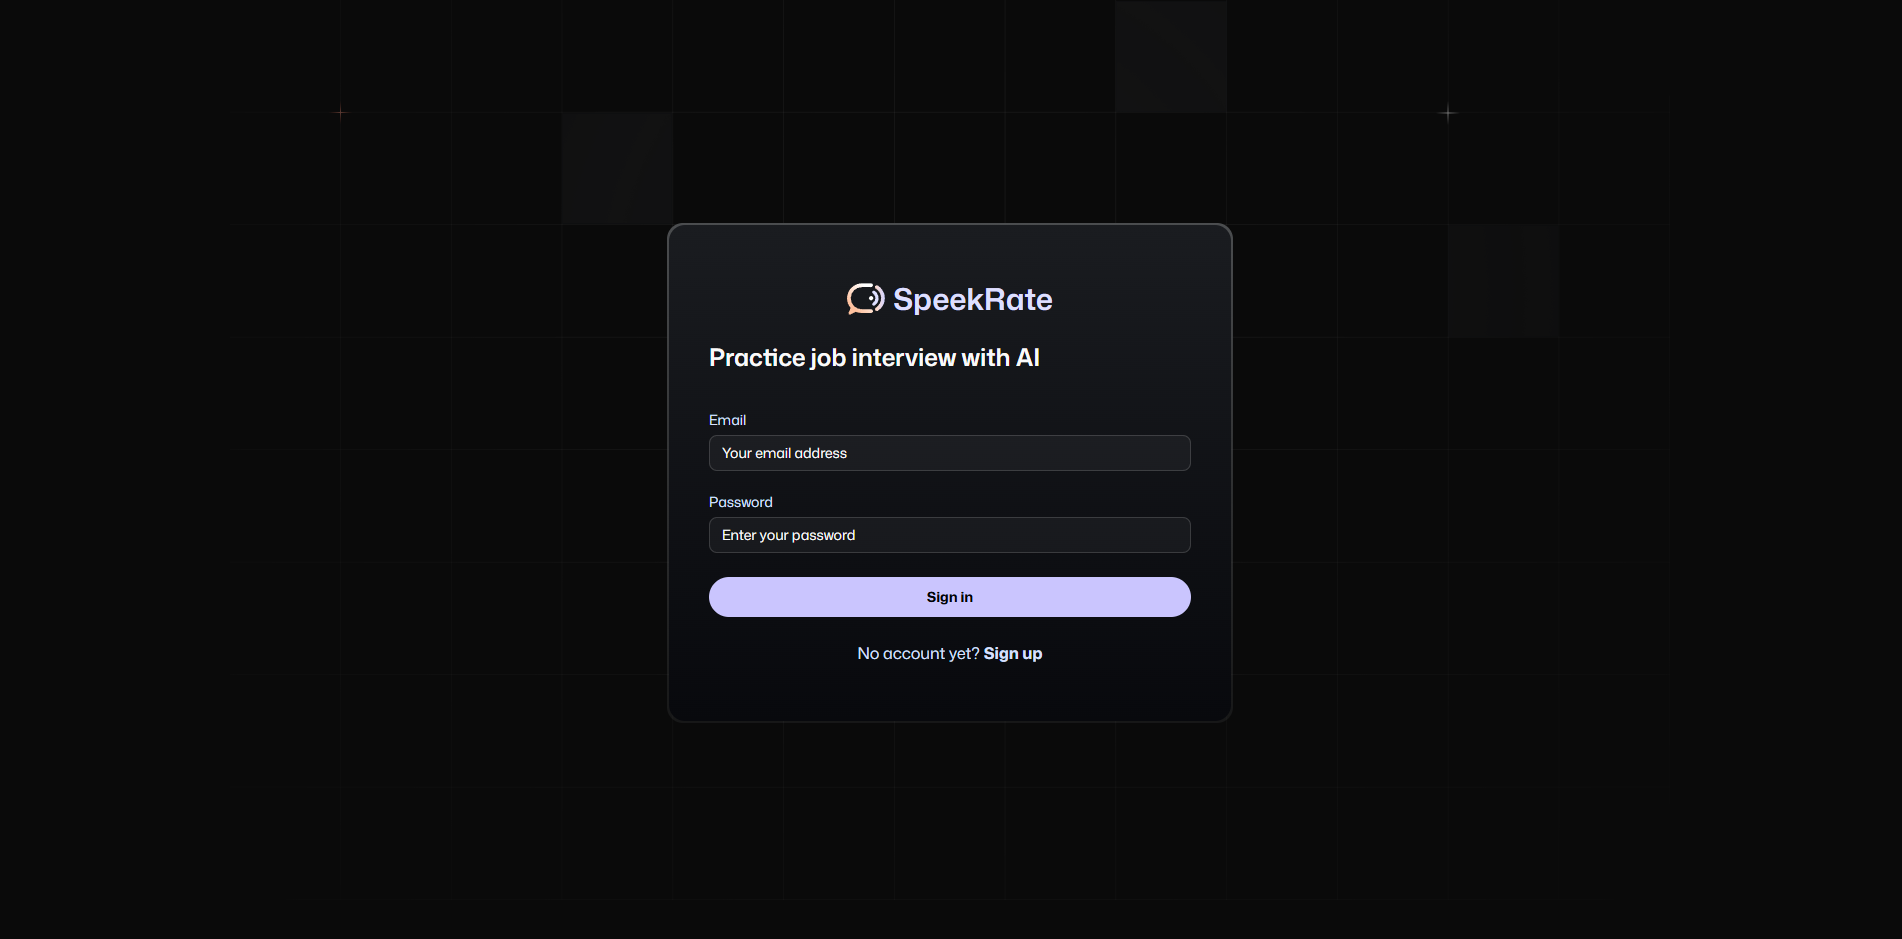 SpeekRate
Practice job interview with AI
Email
Your email address
Password
Enter your password
Sign in
No account yet? Sign up